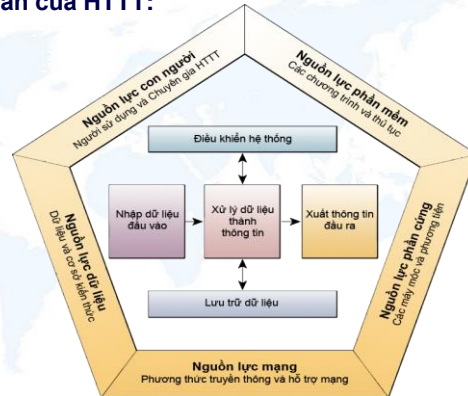 ần của HTTT:
Nguồn lực con người
Người sử dụng và Chuyên gia HTTT
Nguồn lực phần mềm
Các chương trình và thủ tục
Điều khiển hệ thống
Nhập dữ liệu
đầu vào
Xử lý dữ liệu
thành
thông tin
Xuất thông tin
đầu ra
Lưu trữ dữ liệu
Nguồn lực dữ liệu
Dữ liệu và cơ sở kiến thức
Nguồn lực phần cứng
Các máy móc và phương tiện
Nguồn lực mạng
Phương thức truyền thông và hỗ trợ mạng